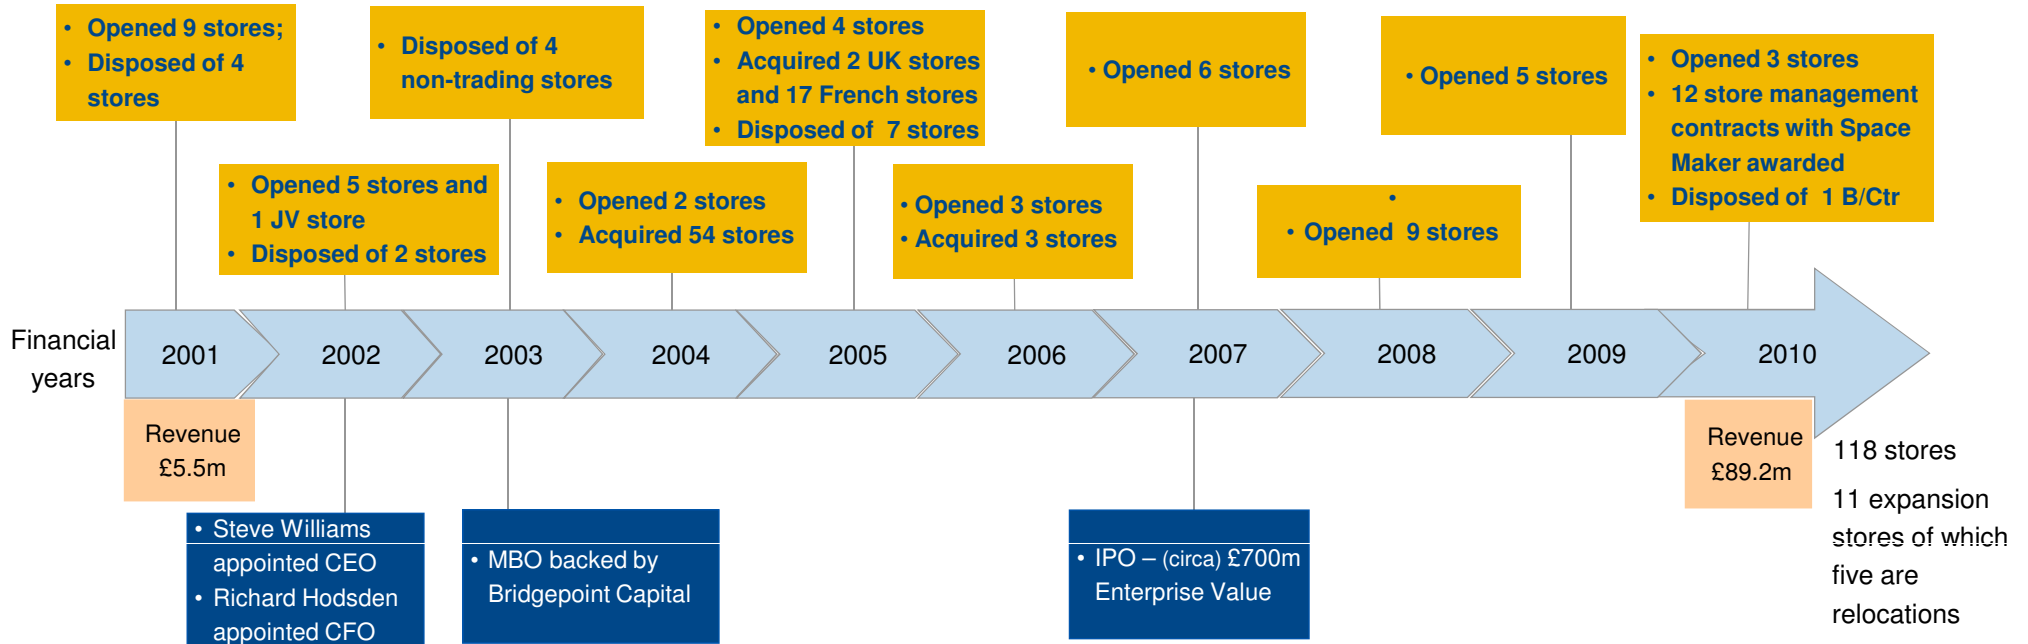 • Opened 9 stores;
• Disposed of 4
stores
• Opened 5 stores and
1 JV store
• Disposed of 2 stores
• Disposed of 4
non-trading stores
• Opened 2 stores
• Acquired 54 stores
• Opened 4 stores
• Acquired 2 UK stores
and 17 French stores
• Disposed of 7 stores
• Opened 3 stores
• Acquired 3 stores
• Opened 6 stores
•
• Opened 9 stores
• Opened 5 stores
• Opened 3 stores
• 12 store management
contracts with Space
Maker awarded
• Disposed of 1 B/Ctr
Financial
years
2001
2002
2003
2004
2005
2006
2007
2008
2009
2010
Revenue
£5.5m
• Steve Williams
appointed CEO
• Richard Hodsden
appointed CFO
• MBO backed by
Bridgepoint Capital
• IPO – (circa) £700m
Enterprise Value
Revenue
£89.2m
118 stores
11 expansion
stores of which
five are
relocations